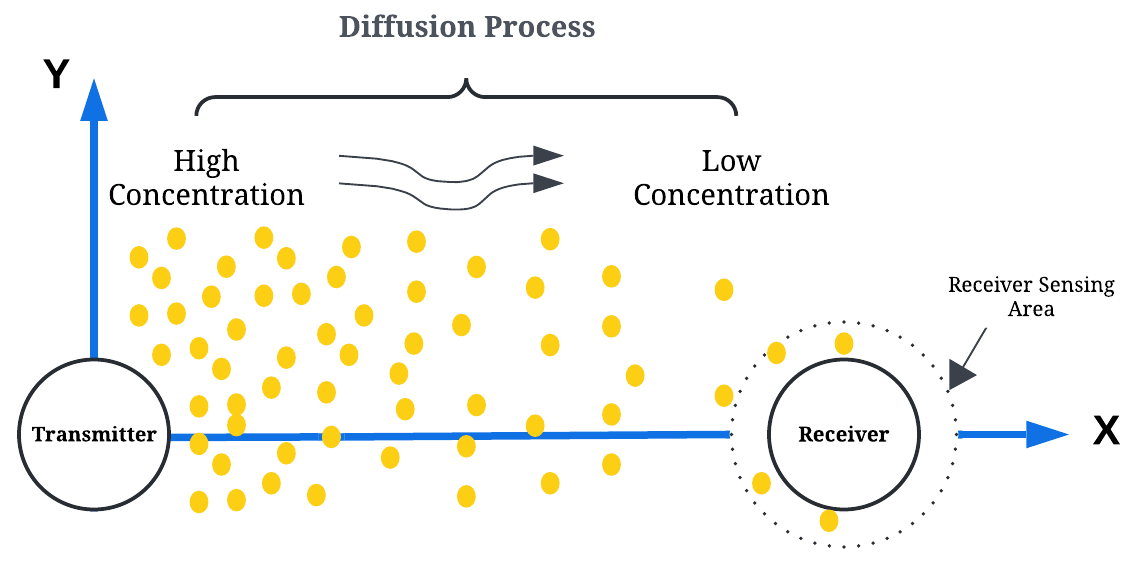 Diffusion Process
Y
High
Concentration
Low
Concentration
Receiver Sensing
Area
Transmitter
Receiver
X